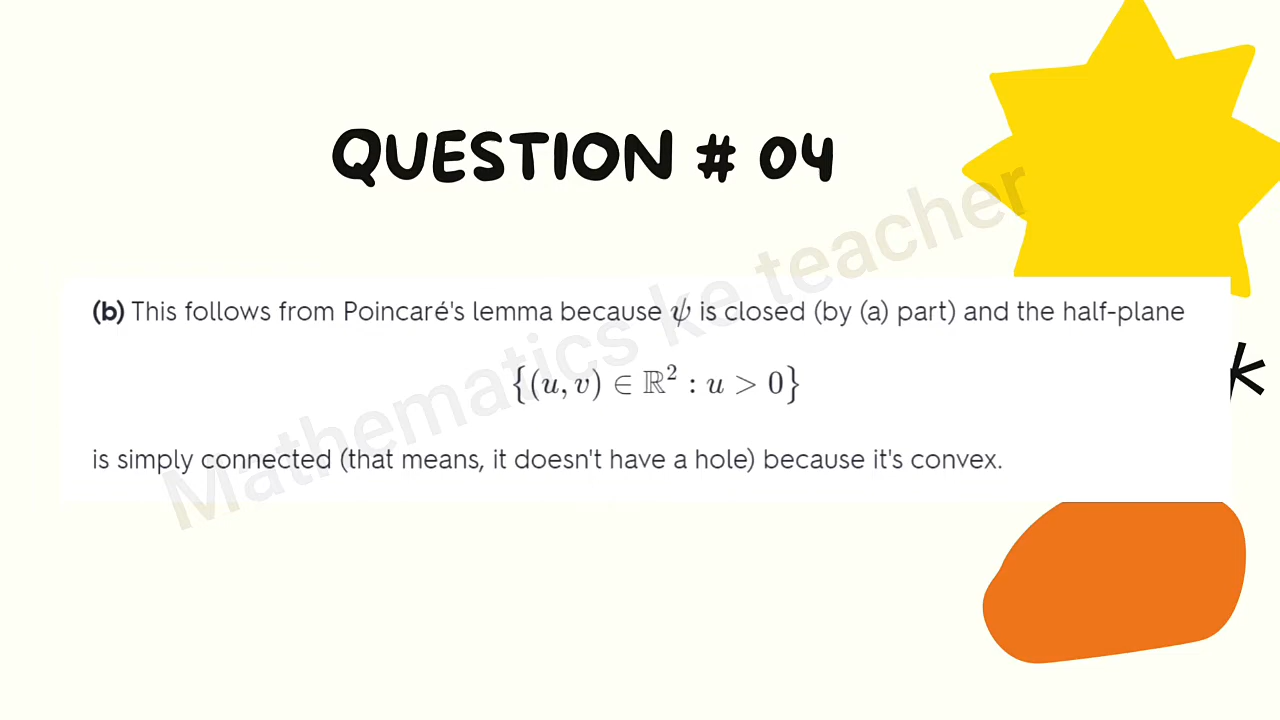 QUESTION # 04
(b) This follows from Poincaré's lemma because ψ is closed (by (a) part) and the half-plane
{(u, v) ∈ ℝ² : u > 0}
is simply connected (that means, it doesn't have a hole) because it's convex.
k
Mathematics ke teacher